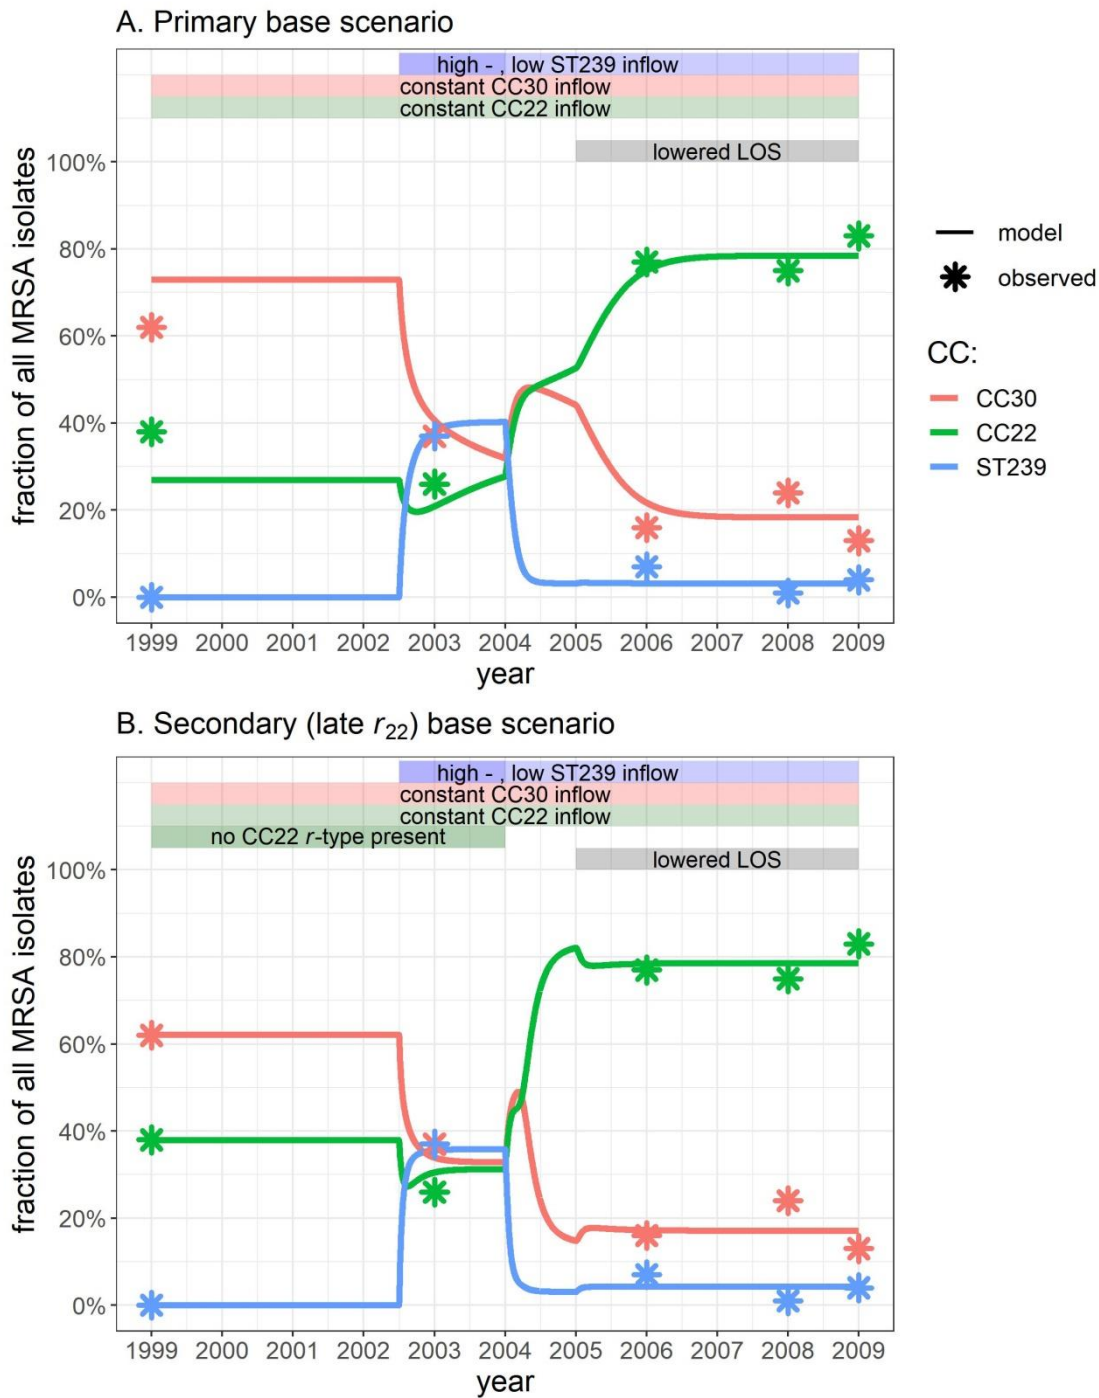 A. Primary base scenario
high - , low ST239 inflow
constant CC30 inflow
constant CC22 inflow
lowered LOS
100%
80%
60%
40%
20%
0%
fraction of all MRSA isolates
1999 2000 2001 2002 2003 2004 2005 2006 2007 2008 2009
year
model
observed
CC:
CC30
CC22
ST239
B. Secondary (late r22) base scenario
high - , low ST239 inflow
constant CC30 inflow
constant CC22 inflow
no CC22 r-type present
lowered LOS
100%
80%
60%
40%
20%
0%
fraction of all MRSA isolates
1999 2000 2001 2002 2003 2004 2005 2006 2007 2008 2009
year